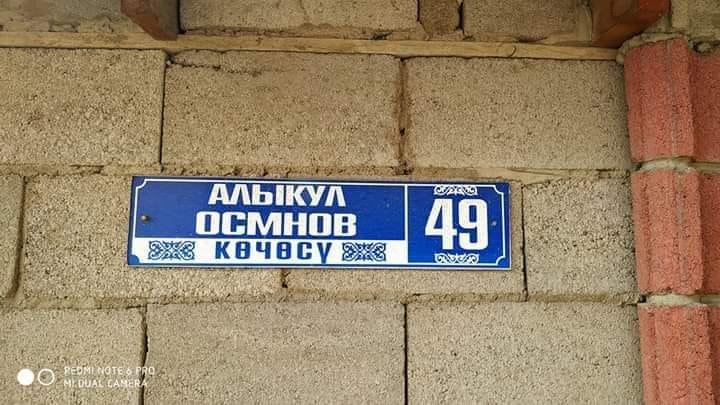 АЛЫКУЛ
ОСМНОВ
КӨЧӨСҮ
49
REDMI NOTE 6 PRO
MI DUAL CAMERA